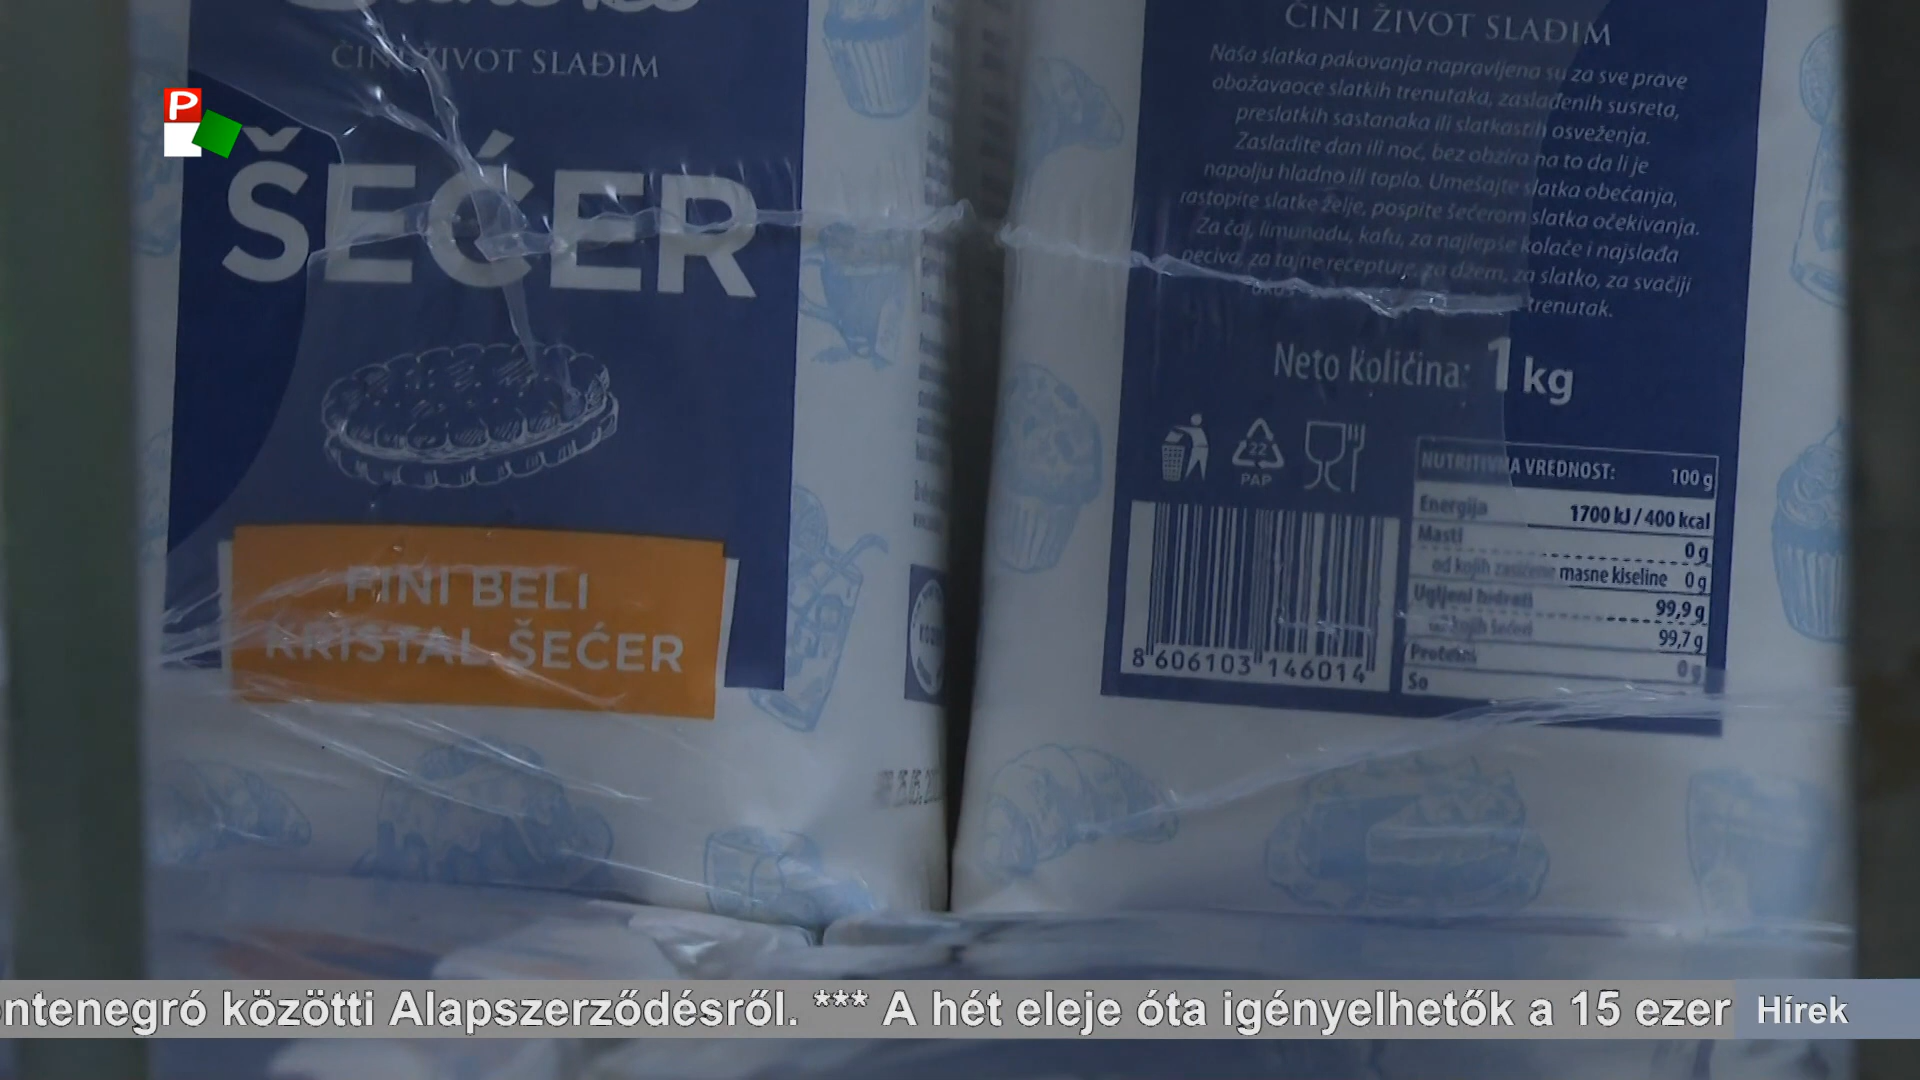 ČINI ŽIVOT SLAĐIM
P
ŠEĆER
FINI BELI
KRISTAL ŠEĆER
ČINI ŽIVOT SLAĐIM
Naša slatka pakovanja napravljena su za sve prave
obožavaoce slatkih trenutaka, zaslađenih susreta,
preslatkih sastanaka ili slatkastih osveženja.
Zasladite dan ili noć, bez obzira na to da li je
napolju hladno ili toplo. Umešajte slatka obećanja,
rastopite slatke želje, pospite šećerom slatka očekivanja.
Za čaj, limunadu, kafu, za najlepše kolače i najslađa
peciva, za tajne recepture, za džem, za slatko, za svačiji
trenutak.
Neto količina: 1 kg
22
PAP
NUTRITIVNA VREDNOST: 100 g
Energija 1700 kJ / 400 kcal
Masti 0 g
od kojih zasićene masne kiseline 0 g
Ugljeni hidrati 99,9 g
99,7 g
Proteini 0 g
So
8 606103 146014
ntenegró közötti Alapszerződésről. *** A hét eleje óta igényelhetők a 15 ezer
Hírek